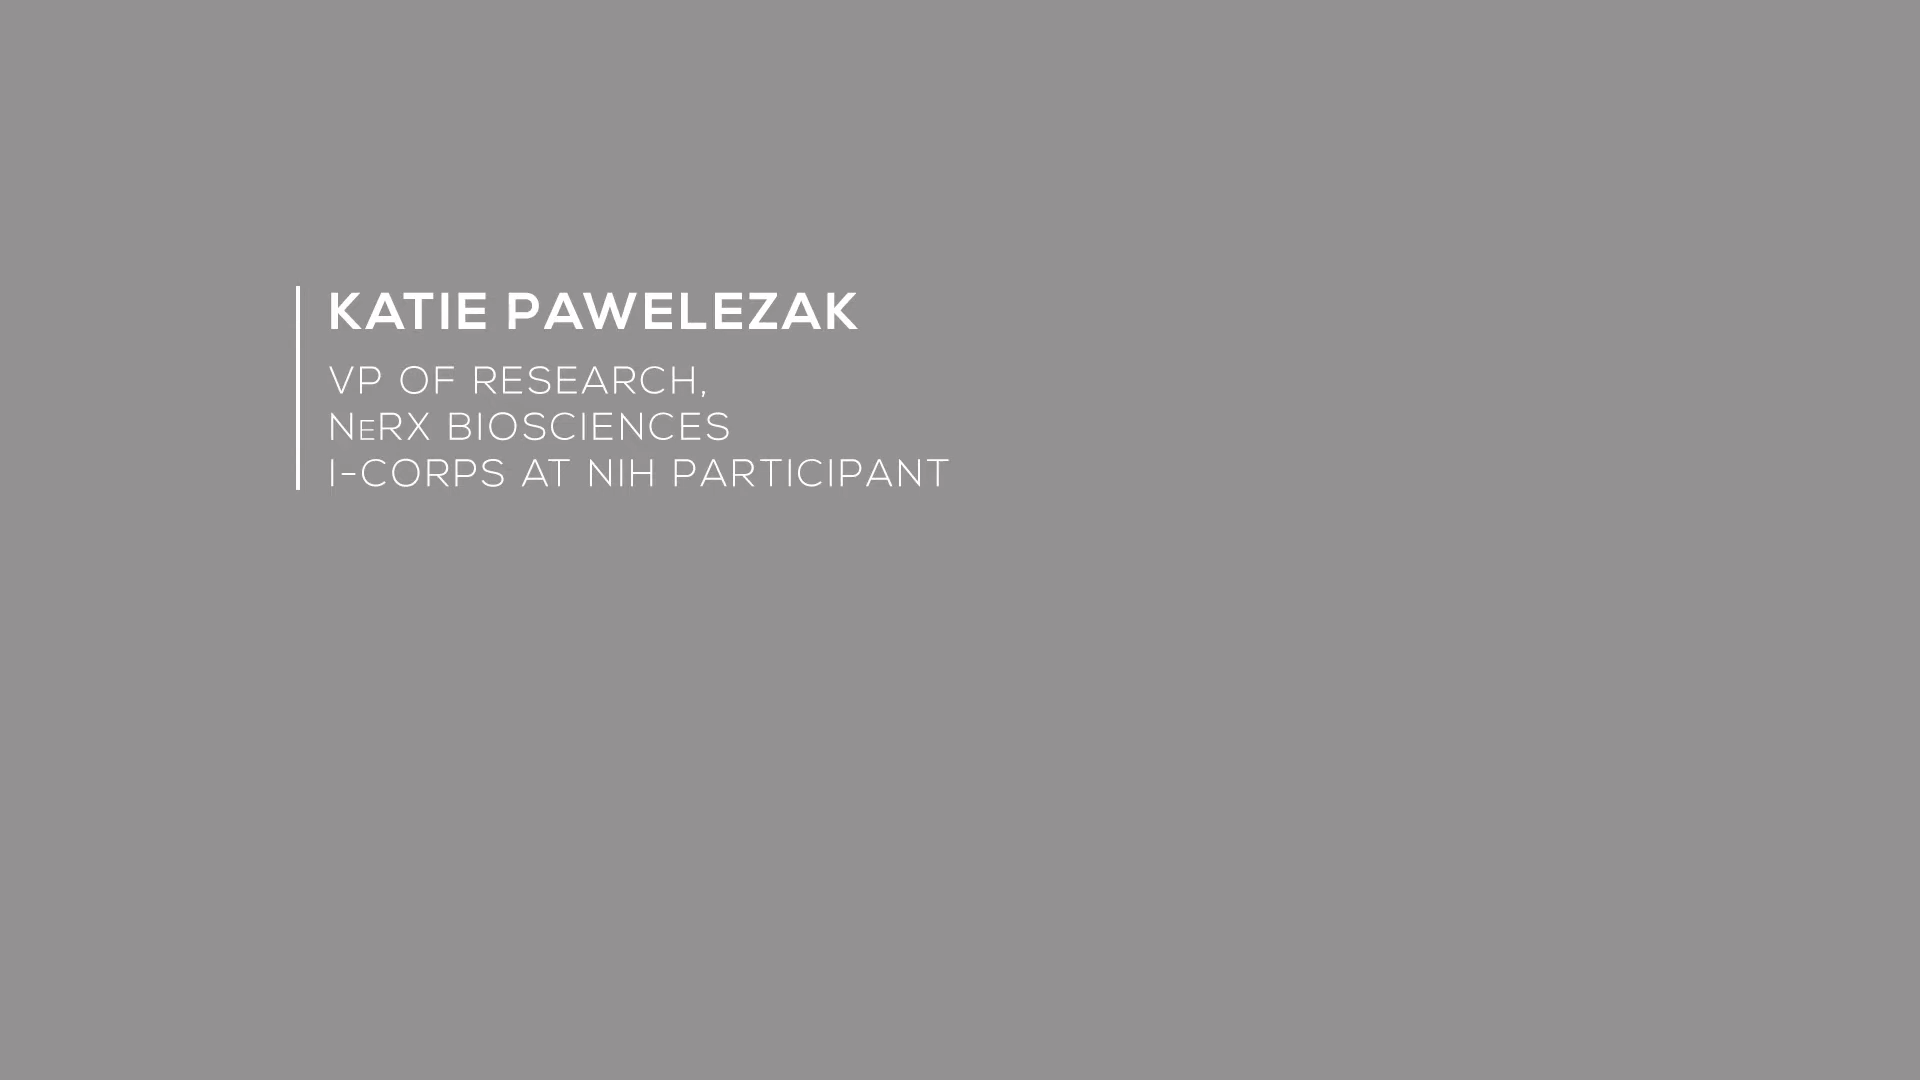 KATIE PAWELEZAK
VP OF RESEARCH,
NeRX BIOSCIENCES
I-CORPS AT NIH PARTICIPANT